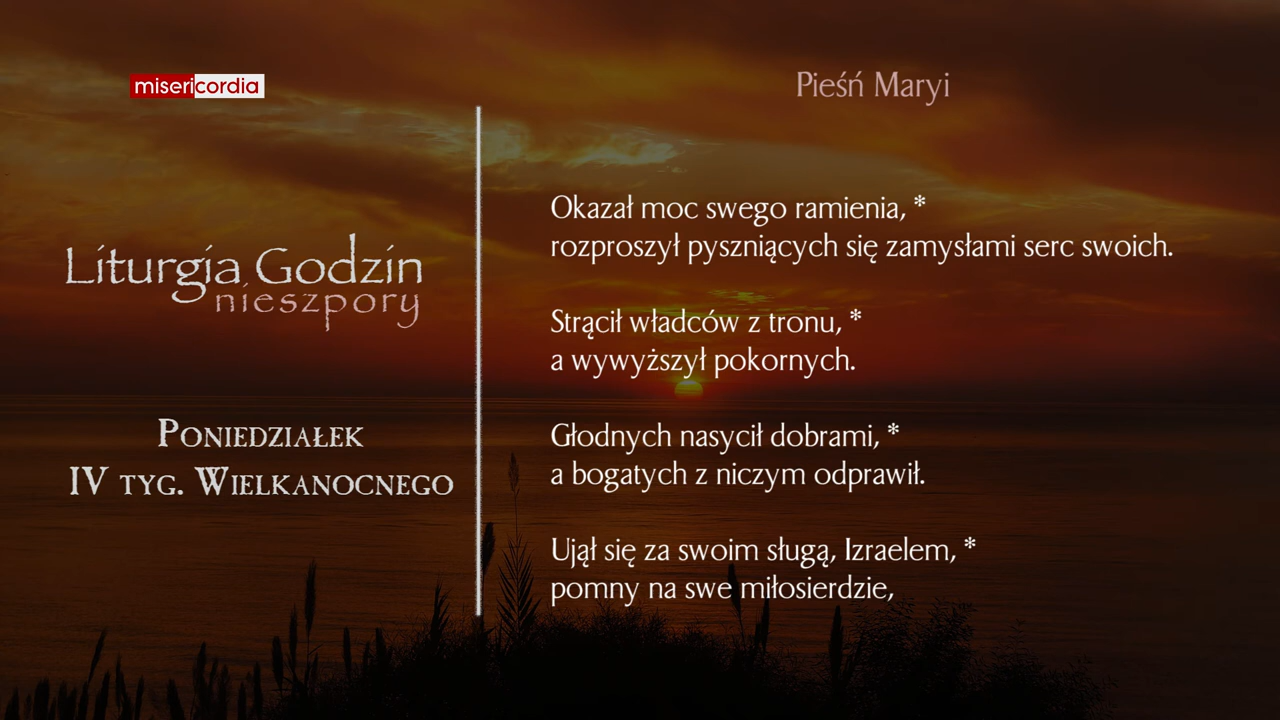 misericordia
Liturgia Godzin
nieszpory
Poniedziałek
IV tyg. Wielkanocnego
Pieśń Maryi
Okazał moc swego ramienia, *
rozproszył pyszniących się zamysłami serc swoich.
Strącił władców z tronu, *
a wywyższył pokornych.
Głodnych nasycił dobrami, *
a bogatych z niczym odprawił.
Ujął się za swoim sługą, Izraelem, *
pomny na swe miłosierdzie,